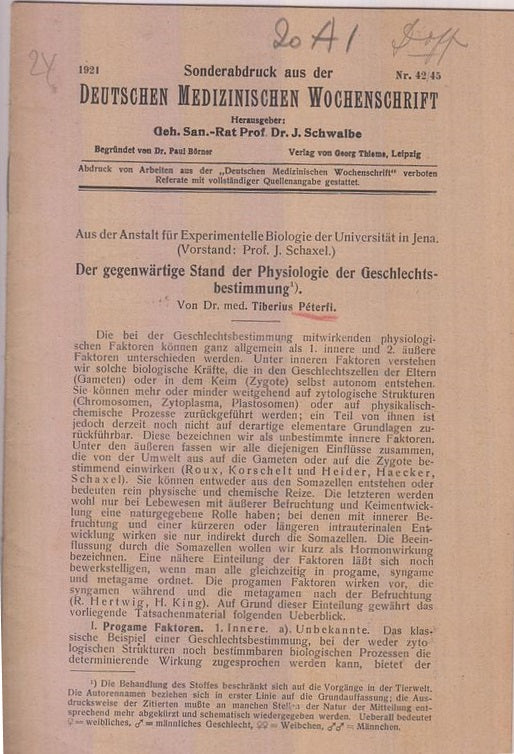 20 A 1
24
1921
Sonderabdruck aus der
Nr. 42/45
DEUTSCHEN MEDIZINISCHEN WOCHENSCHRIFT
Herausgeber:
Geh. San.-Rat Prof. Dr. J. Schwalbe
Begründet von Dr. Paul Börner
Verlag von Georg Thieme, Leipzig
Abdruck von Arbeiten aus der „Deutschen Medizinischen Wochenschrift" verboten
Referate mit vollständiger Quellenangabe gestattet.
Aus der Anstalt für Experimentelle Biologie der Universität in Jena.
(Vorstand: Prof. J. Schaxel.)
Der gegenwärtige Stand der Physiologie der Geschlechts-
bestimmung¹).
Von Dr. med. Tiberius Péterfi.
Die bei der Geschlechtsbestimmung mitwirkenden physiologi-
schen Faktoren können ganz allgemein als 1. innere und 2. äußere
Faktoren unterschieden werden. Unter inneren Faktoren verstehen
wir solche biologische Kräfte, die in den Geschlechtszellen der Eltern
(Gameten) oder in dem Keim (Zygote) selbst autonom entstehen.
Sie können mehr oder minder weitgehend auf zytologische Strukturen
(Chromosomen, Zytoplasma, Plastosomen) oder auf physikalisch-
chemische Prozesse zurückgeführt werden; ein Teil von ihnen ist
jedoch derzeit noch nicht auf derartige elementare Grundlagen zu-
rückführbar. Diese bezeichnen wir als unbestimmte innere Faktoren.
Unter den äußeren fassen wir alle diejenigen Einflüsse zusammen,
die von der Umwelt aus auf die Gameten oder auf die Zygote be-
stimmend einwirken (Roux, Korschelt und Heider, Haecker,
Schaxel). Sie können entweder aus den Somazellen entstehen oder
bedeuten rein physische und chemische Reize. Die letzteren werden
wohl nur bei Lebewesen mit äußerer Befruchtung und Keimentwick-
lung eine naturgegebene Rolle haben; bei denen mit innerer Be-
fruchtung und einer kürzeren oder längeren intrauterinalen Ent-
wicklung wirken sie nur indirekt durch die Somazellen. Die Beein-
flussung durch die Somazellen wollen wir kurz als Hormonwirkung
bezeichnen. Eine nähere Einteilung der Faktoren läßt sich noch
bewerkstelligen, wenn man alle gleichzeitig in progame, syngame
und metagame ordnet. Die progamen Faktoren wirken vor, die
syngamen während und die metagamen nach der Befruchtung
(R. Hertwig, H. King). Auf Grund dieser Einteilung gewährt das
vorliegende Tatsachenmaterial folgenden Ueberblick.
I. Progame Faktoren. 1. Innere. a). Unbekannte. Das klas-
sische Beispiel einer Geschlechtsbestimmung, bei der weder zyto-
logischen Strukturen noch bestimmbaren biologischen Prozessen die
determinierende Wirkung zugesprochen werden kann, bietet der
¹) Die Behandlung des Stoffes beschränkt sich auf die Vorgänge in der Tierwelt.
Die Autorennamen beziehen sich in erster Linie auf die Grundauffassung; die Aus-
drucksweise der Zitierten mußte an manchen Stellen der Natur der Mitteilung ent-
sprechend mehr abgekürzt und schematisch wiedergegeben werden. Ueberall bedeutet
♀ = weibliches, ♂ = männliches Geschlecht, ♀♀ = Weibchen, ♂♂ = Männchen.